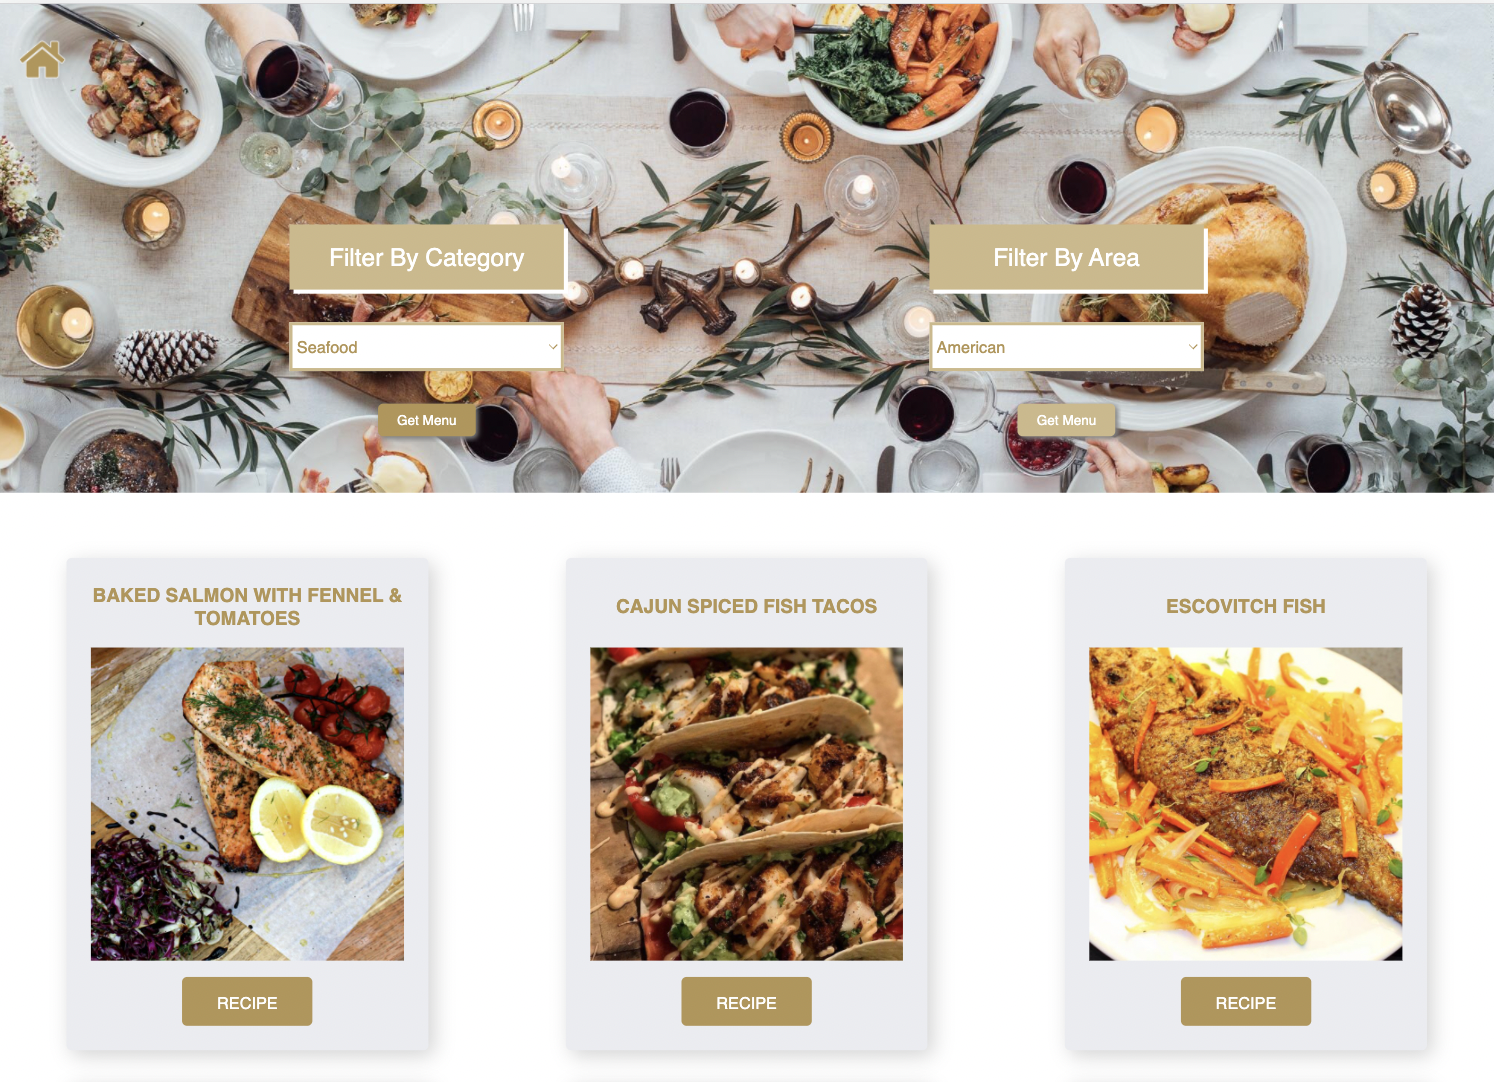 Filter By Category
Filter By Area
Seafood
American
Get Menu
Get Menu
BAKED SALMON WITH FENNEL &
TOMATOES
CAJUN SPICED FISH TACOS
ESCOVITCH FISH
RECIPE
RECIPE
RECIPE